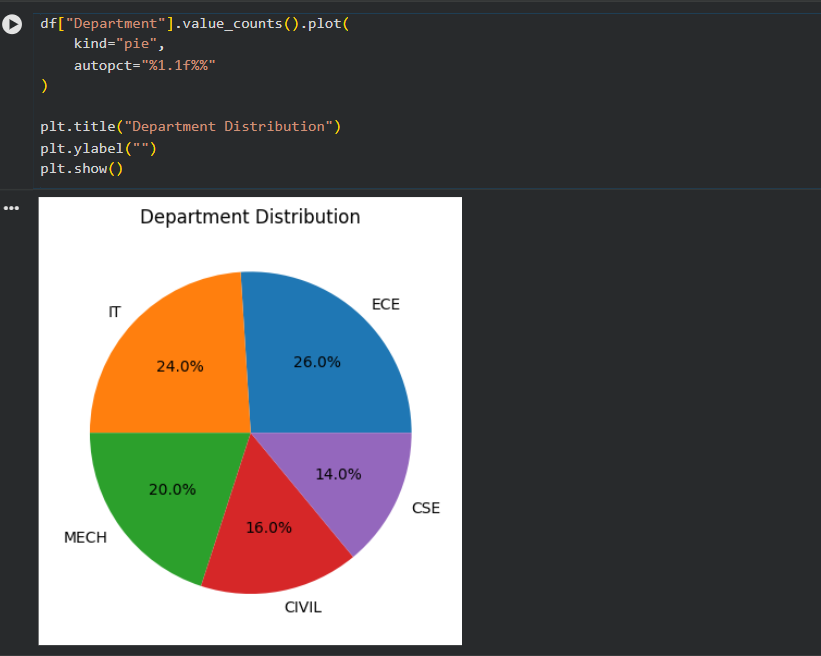 df["Department"].value_counts().plot(
    kind="pie",
    autopct="%1.1f%%"
)
plt.title("Department Distribution")
plt.ylabel("")
plt.show()
Department Distribution
ECE
IT
26.0%
24.0%
14.0%
20.0%
CSE
16.0%
MECH
CIVIL